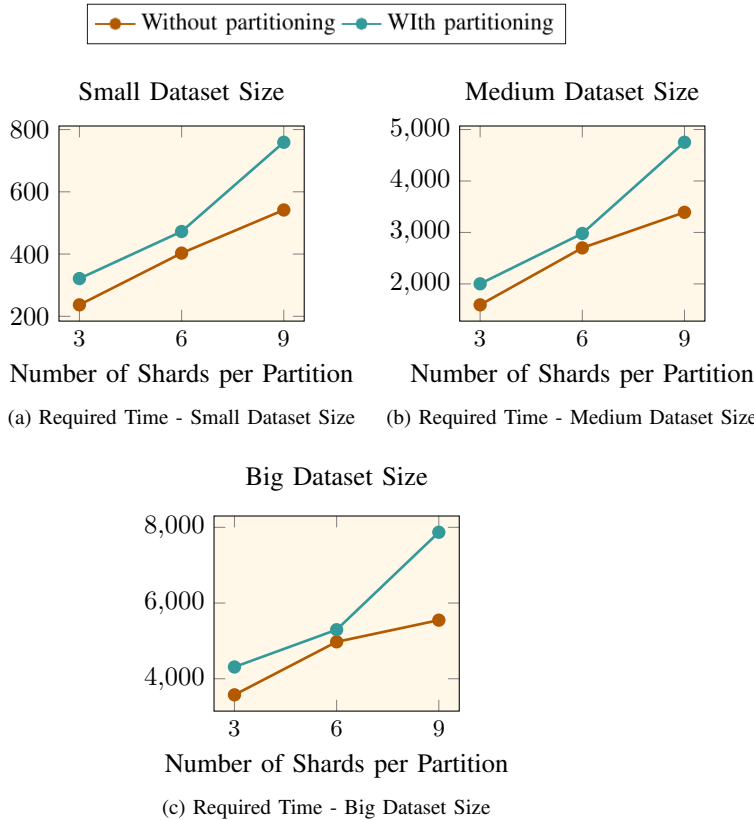 Without partitioning WIth partitioning
Small Dataset Size
800
600
400
200
3 6 9
Number of Shards per Partition
(a) Required Time - Small Dataset Size
Medium Dataset Size
5,000
4,000
3,000
2,000
3 6 9
Number of Shards per Partition
(b) Required Time - Medium Dataset Size
Big Dataset Size
8,000
6,000
4,000
3 6 9
Number of Shards per Partition
(c) Required Time - Big Dataset Size